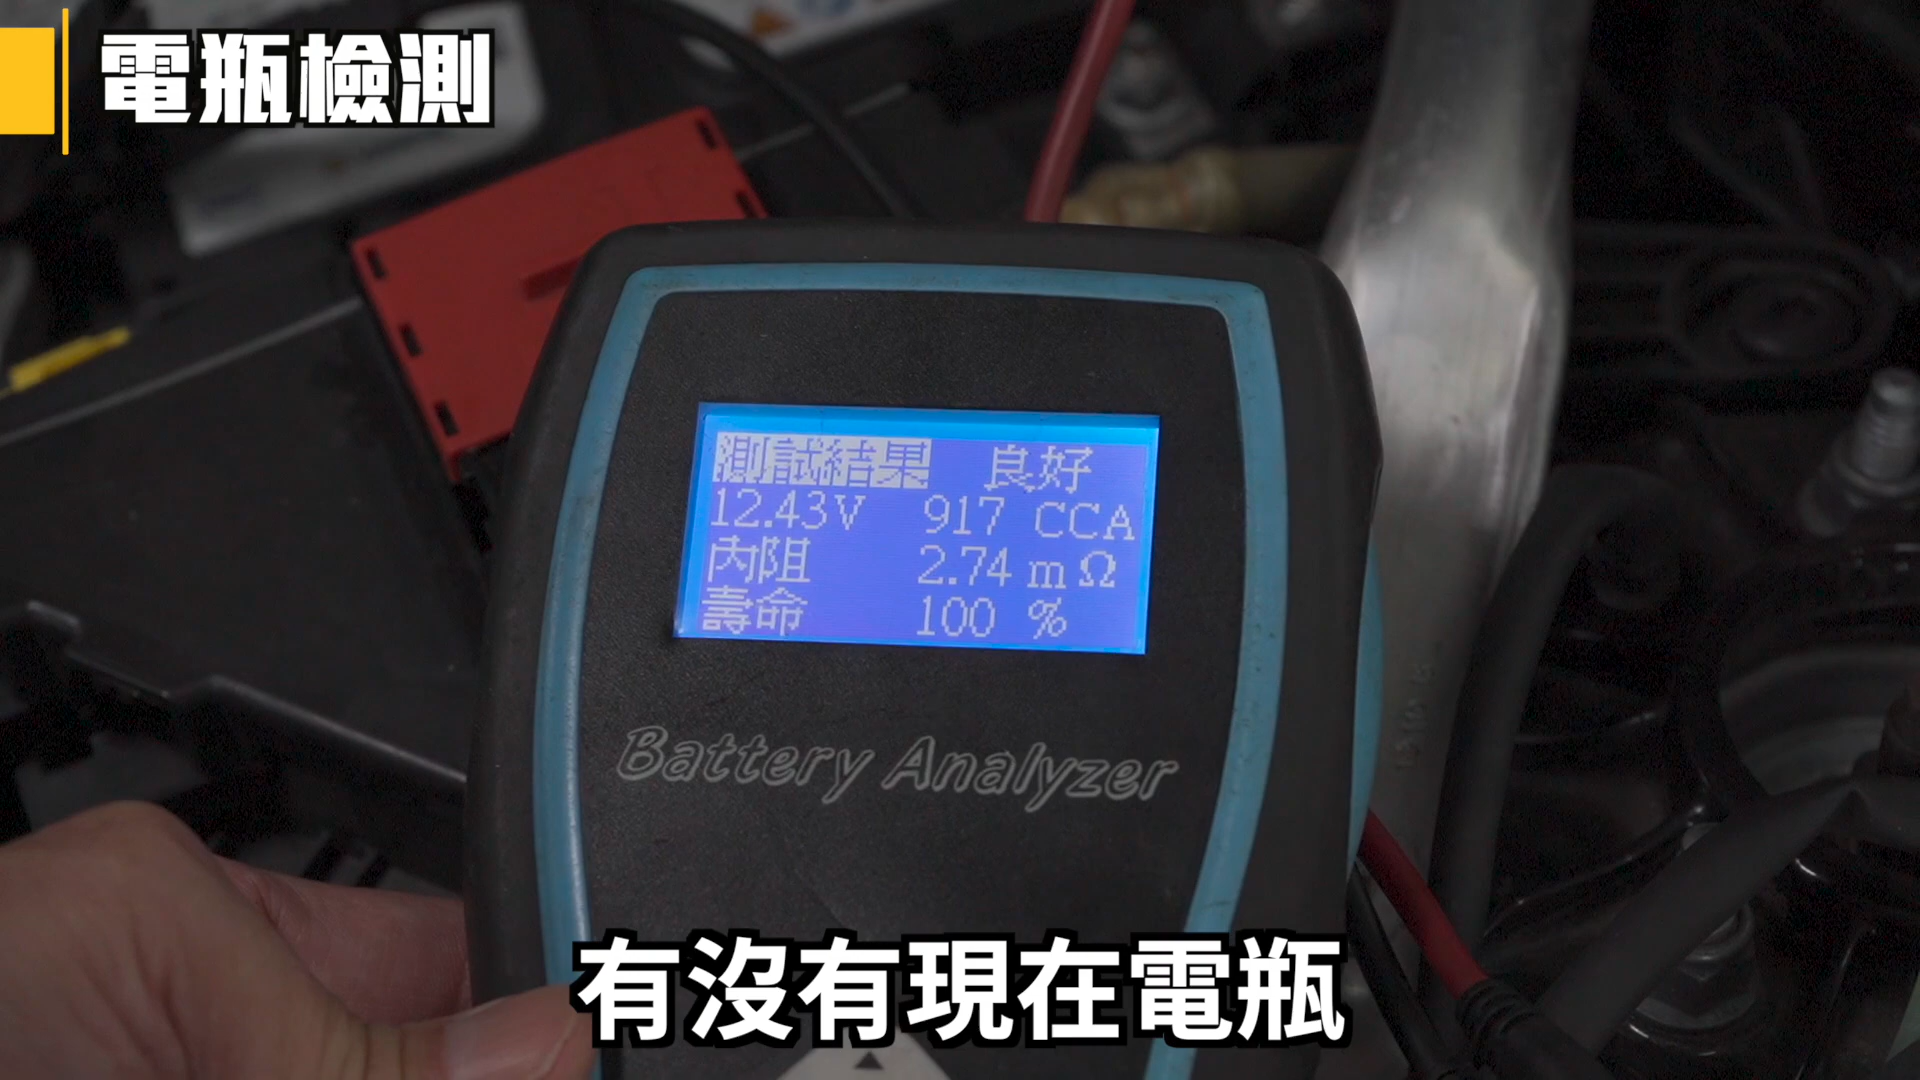 電瓶檢測
測試結果 良好
12.43V 917 CCA
內阻 2.74 mΩ
壽命 100 %
Battery Analyzer
有沒有現在電瓶